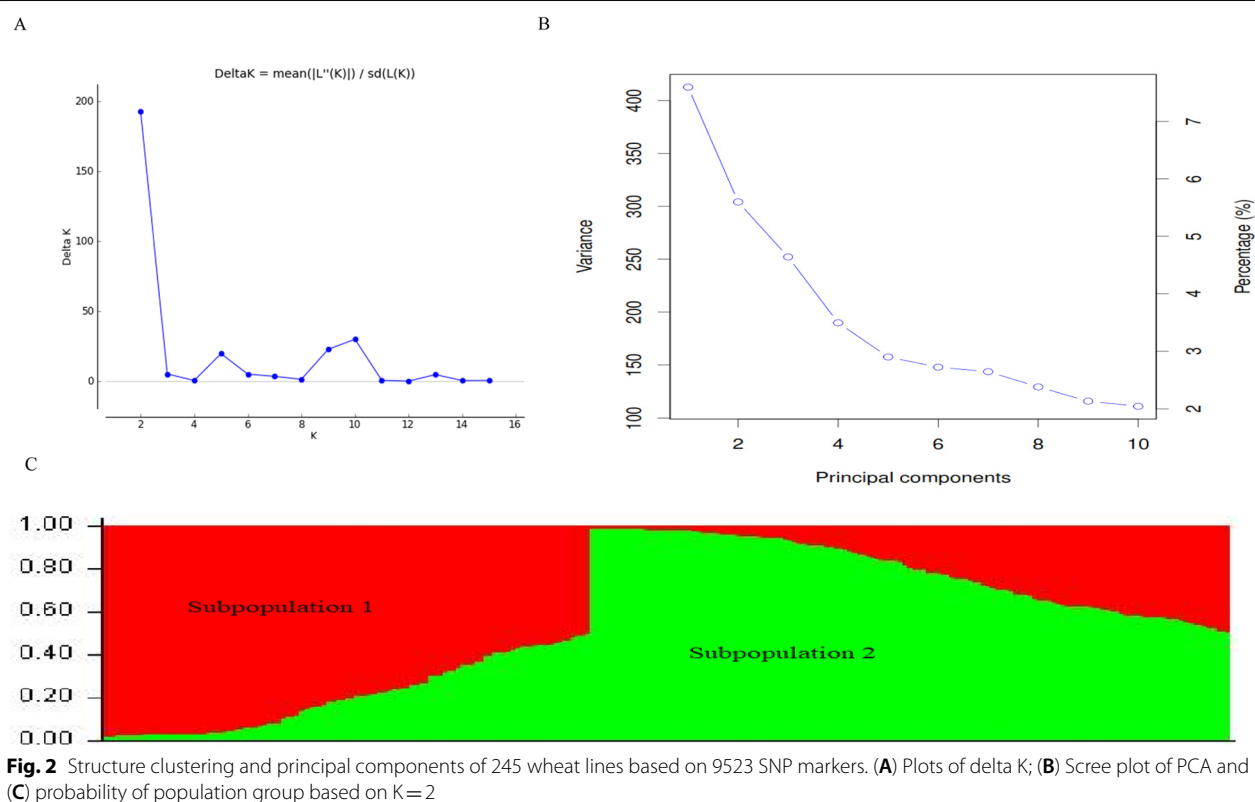 A
DeltaK = mean(|L''(K)|) / sd(L(K))
200
150
100
50
0
Delta K
2
4
6
8
10
12
14
16
K
B
400
350
300
250
200
150
100
Variance
7
6
5
4
3
2
Percentage (%)
2
4
6
8
10
Principal components
C
1.00
0.80
0.60
0.40
0.20
0.00
Subpopulation 1
Subpopulation 2
Fig. 2 Structure clustering and principal components of 245 wheat lines based on 9523 SNP markers. (A) Plots of delta K; (B) Scree plot of PCA and
(C) probability of population group based on K=2